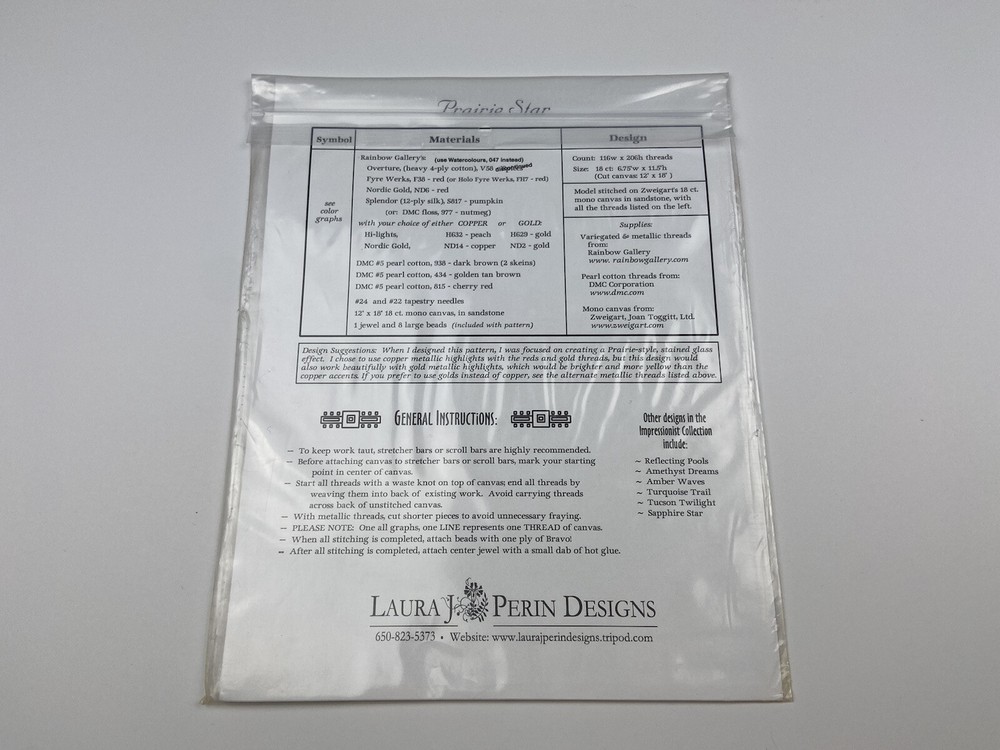 Prairie Star
Symbol
Materials
Design
see
color
graphs
Rainbow Gallery's: (use Watercolours, 047 instead)
Overture, (heavy 4-ply cotton), V58 discontinued
Fyre Werks, F38 - red (or Holo Fyre Werks, FH7 - red)
Nordic Gold, ND6 - red
Splendor (12-ply silk), S817 - pumpkin
(or: DMC floss, 977 - nutmeg)
with your choice of either COPPER or GOLD:
Hi-lights, H632 - peach H629 - gold
Nordic Gold, ND14 - copper ND2 - gold
DMC #5 pearl cotton, 938 - dark brown (2 skeins)
DMC #5 pearl cotton, 434 - golden tan brown
DMC #5 pearl cotton, 815 - cherry red
#24 and #22 tapestry needles
12" x 18" 18 ct. mono canvas, in sandstone
1 jewel and 8 large beads (included with pattern)
Count: 116w x 206h threads
Size: 18 ct: 6.75"w x 11.5"h
(Cut canvas: 12" x 18")
Model stitched on Zweigart's 18 ct.
mono canvas in sandstone, with
all the threads listed on the left.
Supplies:
Variegated & metallic threads
from:
Rainbow Gallery
www. rainbowgallery.com
Pearl cotton threads from:
DMC Corporation
www.dmc.com
Mono canvas from:
Zweigart, Joan Toggitt, Ltd.
www.zweigart.com
Design Suggestions: When I designed this pattern, I was focused on creating a Prairie-style, stained glass
effect. I chose to use copper metallic highlights with the reds and gold threads, but this design would
also work beautifully with gold metallic highlights, which would be brighter and more yellow than the
copper accents. If you prefer to use golds instead of copper, see the alternate metallic threads listed above.
GENERAL INSTRUCTIONS:
— To keep work taut, stretcher bars or scroll bars are highly recommended.
— Before attaching canvas to stretcher bars or scroll bars, mark your starting
point in center of canvas.
— Start all threads with a waste knot on top of canvas; end all threads by
weaving them into back of existing work. Avoid carrying threads
across back of unstitched canvas.
— With metallic threads, cut shorter pieces to avoid unnecessary fraying.
— PLEASE NOTE: One all graphs, one LINE represents one THREAD of canvas.
— When all stitching is completed, attach beads with one ply of Bravo!
— After all stitching is completed, attach center jewel with a small dab of hot glue.
Other designs in the
Impressionist Collection
include:
~ Reflecting Pools
~ Amethyst Dreams
~ Amber Waves
~ Turquoise Trail
~ Tucson Twilight
~ Sapphire Star
LAURA J PERIN DESIGNS
650-823-5373 • Website: www.laurajperindesigns.tripod.com